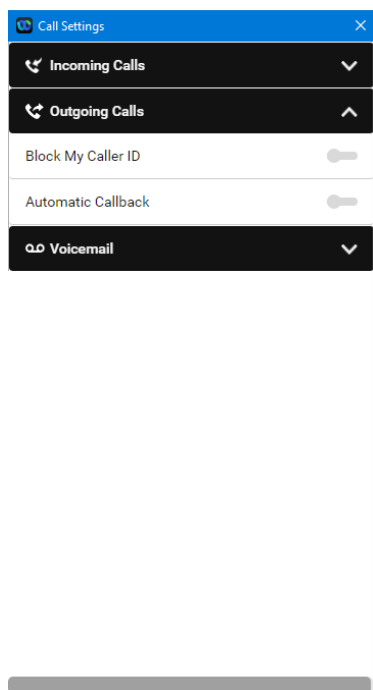 Call Settings
Incoming Calls
Outgoing Calls
Block My Caller ID
Automatic Callback
Voicemail